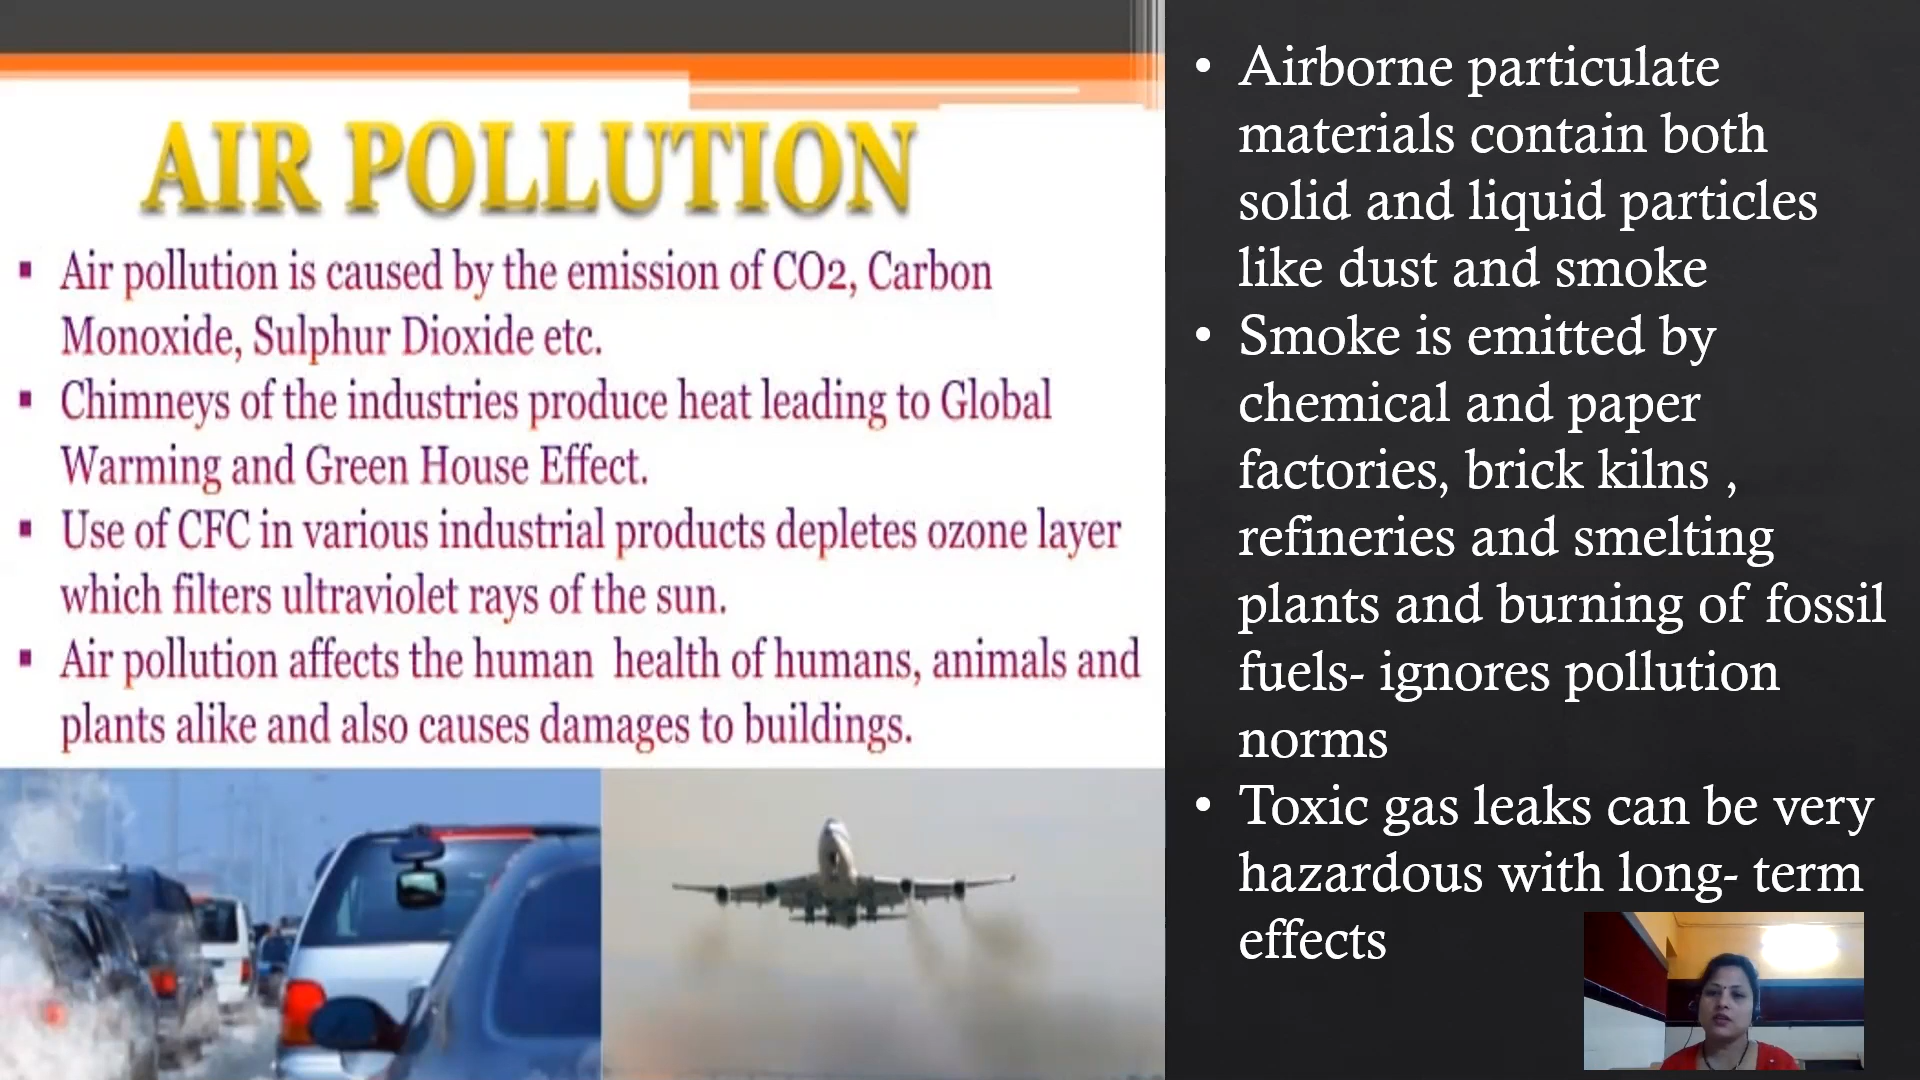 AIR POLLUTION
▪ Air pollution is caused by the emission of CO2, Carbon
Monoxide, Sulphur Dioxide etc.
▪ Chimneys of the industries produce heat leading to Global
Warming and Green House Effect.
▪ Use of CFC in various industrial products depletes ozone layer
which filters ultraviolet rays of the sun.
▪ Air pollution affects the human health of humans, animals and
plants alike and also causes damages to buildings.
• Airborne particulate
materials contain both
solid and liquid particles
like dust and smoke
• Smoke is emitted by
chemical and paper
factories, brick kilns ,
refineries and smelting
plants and burning of fossil
fuels- ignores pollution
norms
• Toxic gas leaks can be very
hazardous with long- term
effects